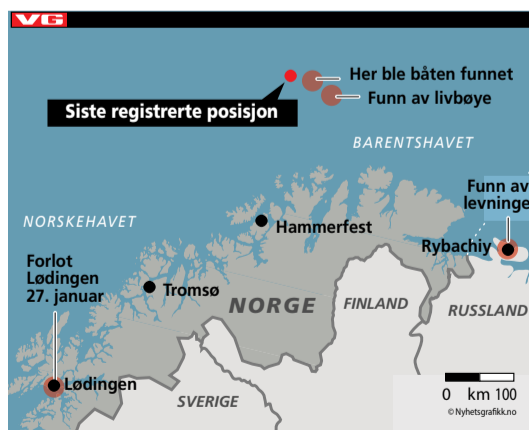 VG
Her ble båten funnet
Funn av livbøye
Siste registrerte posisjon
BARENTSHAVET
Funn av
levninge
NORSKEHAVET
Hammerfest
Rybachiy
Forlot
Lødingen
27. januar
Tromsø
NORGE
FINLAND
RUSSLAND
Lødingen
SVERIGE
0 km 100
© Nyhetsgrafikk.no